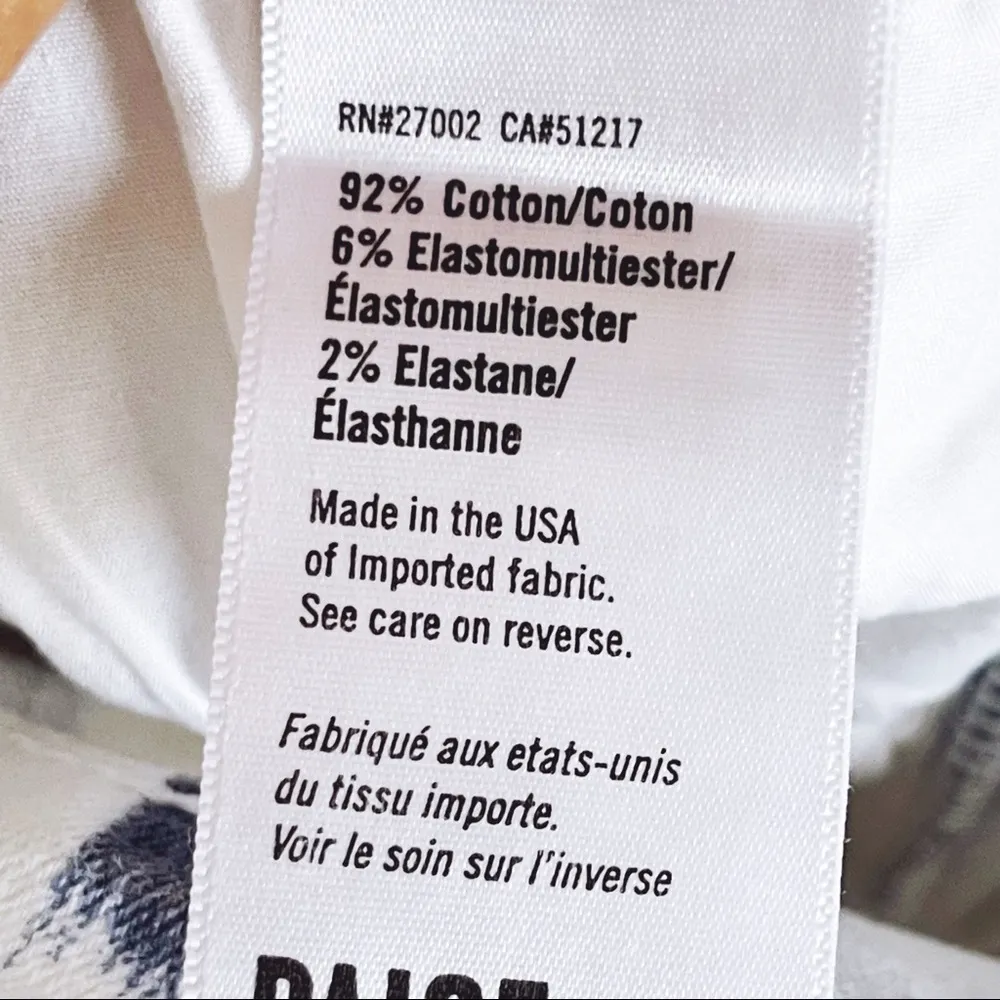 RN#27002 CA#51217
92% Cotton/Coton
6% Elastomultiester/
Élastomultiester
2% Elastane/
Élasthanne
Made in the USA
of Imported fabric.
See care on reverse.
Fabriqué aux etats-unis
du tissu importe.
Voir le soin sur l'inverse